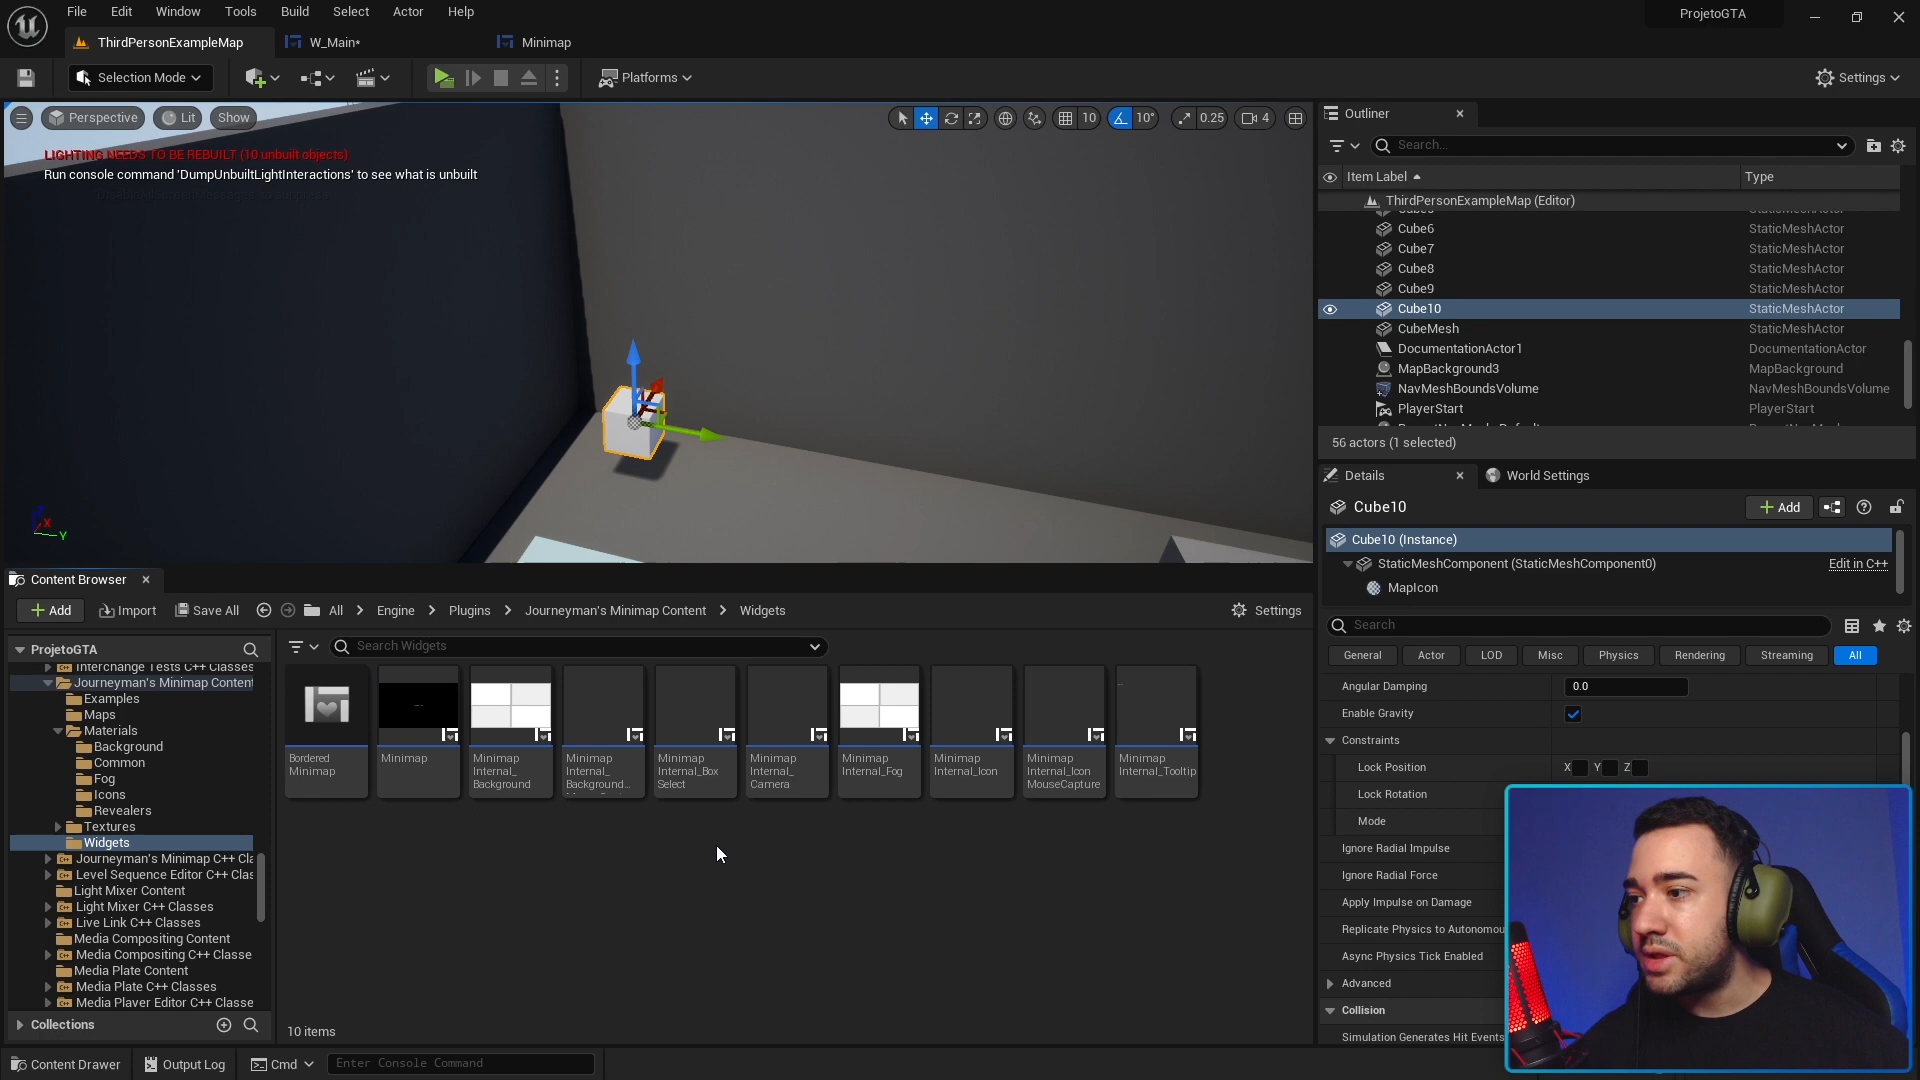 File Edit Window Tools Build Select Actor Help
ProjetoGTA
ThirdPersonExampleMap W_Main* Minimap
Selection Mode Platforms Settings
Perspective Lit Show
10 10° 0.25 4
LIGHTING NEEDS TO BE REBUILT (10 unbuilt objects)
Run console command 'DumpUnbuiltLightInteractions' to see what is unbuilt
X
Y
Outliner
Search...
Item Label Type
ThirdPersonExampleMap (Editor)
Cube6 StaticMeshActor
Cube7 StaticMeshActor
Cube8 StaticMeshActor
Cube9 StaticMeshActor
Cube10 StaticMeshActor
CubeMesh StaticMeshActor
DocumentationActor1 DocumentationActor
MapBackground3 MapBackground
NavMeshBoundsVolume NavMeshBoundsVolume
PlayerStart PlayerStart
56 actors (1 selected)
Details World Settings
Cube10
Add
Cube10 (Instance)
StaticMeshComponent (StaticMeshComponent0) Edit in C++
MapIcon
Search
General Actor LOD Misc Physics Rendering Streaming All
Angular Damping 0.0
Enable Gravity
Constraints
Lock Position X Y Z
Lock Rotation
Mode
Ignore Radial Impulse
Ignore Radial Force
Apply Impulse on Damage
Replicate Physics to Autonomou
Async Physics Tick Enabled
Advanced
Collision
Simulation Generates Hit Events
Content Browser
Add Import Save All All Engine Plugins Journeyman's Minimap Content Widgets Settings
ProjetoGTA
Interchange Tests C++ Classes
Journeyman's Minimap Content
Examples
Maps
Materials
Background
Common
Fog
Icons
Revealers
Textures
Widgets
Journeyman's Minimap C++ Cla
Level Sequence Editor C++ Clas
Light Mixer Content
Light Mixer C++ Classes
Live Link C++ Classes
Media Compositing Content
Media Compositing C++ Classe
Media Plate Content
Media Plate C++ Classes
Media Player Editor C++ Classe
Collections
Search Widgets
Bordered
Minimap
Minimap
Minimap
Internal_
Background
Minimap
Internal_
Background...
Minimap
Internal_Box
Select
Minimap
Internal_
Camera
Minimap
Internal_Fog
Minimap
Internal_Icon
Minimap
Internal_Icon
MouseCapture
Minimap
Internal_Tooltip
10 items
Content Drawer Output Log Cmd Enter Console Command